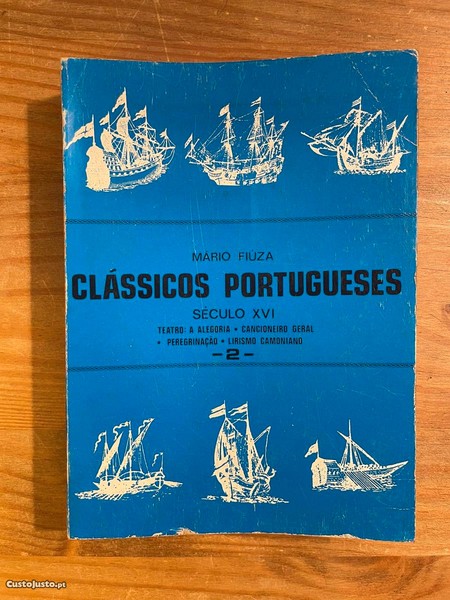 MÁRIO FIÚZA
CLÁSSICOS PORTUGUESES
SÉCULO XVI
TEATRO: A ALEGORIA • CANCIONEIRO GERAL
• PEREGRINAÇÃO • LIRISMO CAMONIANO
-2-
CustoJusto.pt